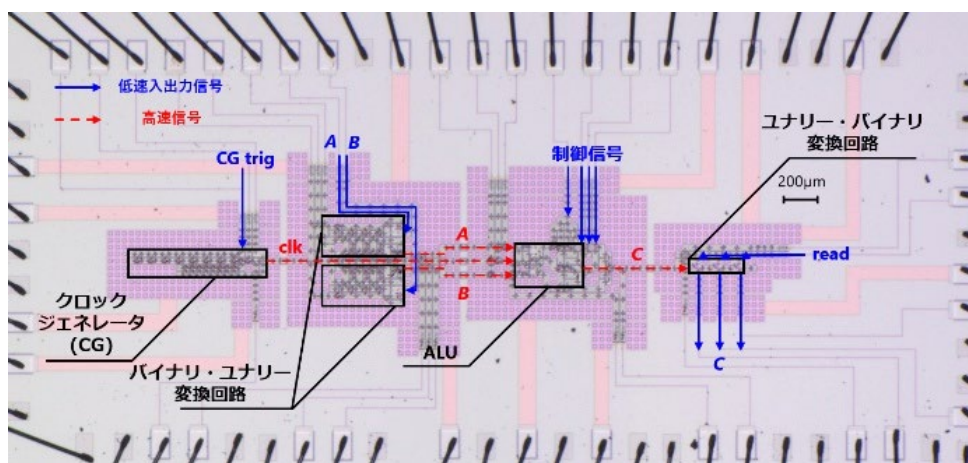 低速入出力信号
高速信号
CG trig
A B
制御信号
ユナリー・バイナリ
変換回路
200μm
clk
A
B
C
read
クロック
ジェネレータ
(CG)
バイナリ・ユナリー
変換回路
ALU
C